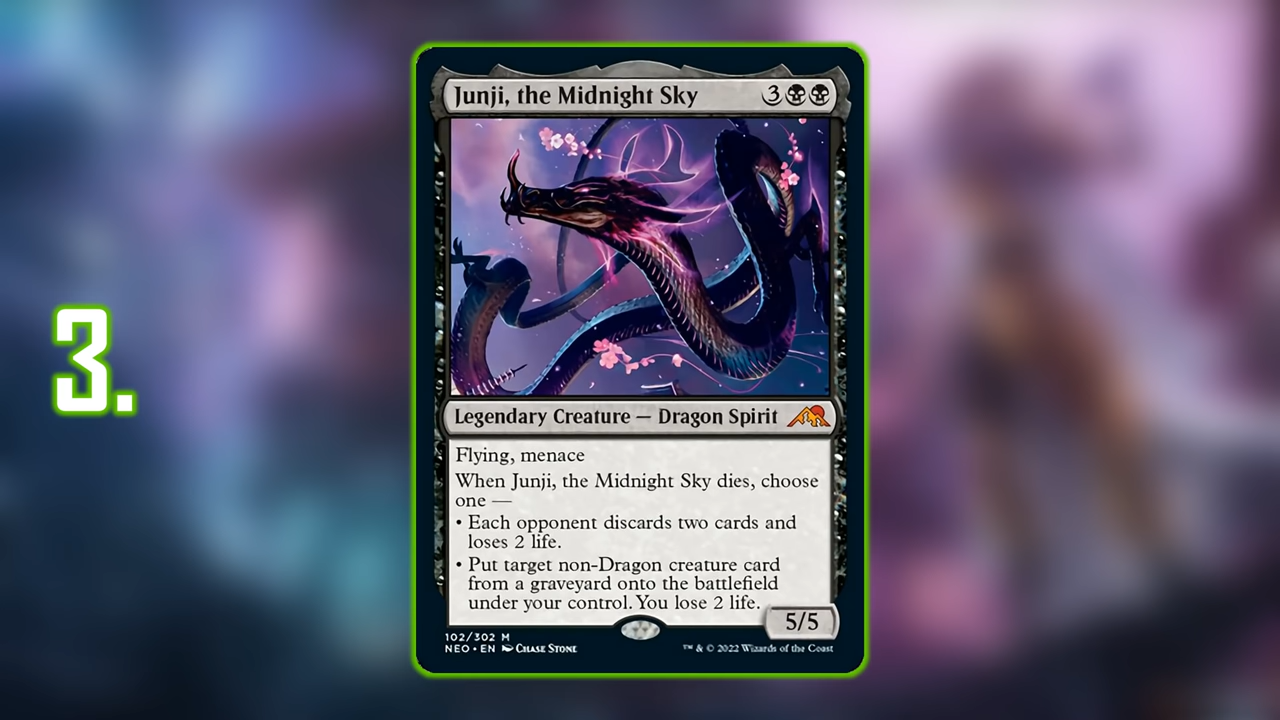 3.
Junji, the Midnight Sky 3
Legendary Creature — Dragon Spirit
Flying, menace
When Junji, the Midnight Sky dies, choose
one —
• Each opponent discards two cards and
loses 2 life.
• Put target non-Dragon creature card
from a graveyard onto the battlefield
under your control. You lose 2 life.
5/5
102/302 M
NEO • EN Chase Stone
™ & © 2022 Wizards of the Coast